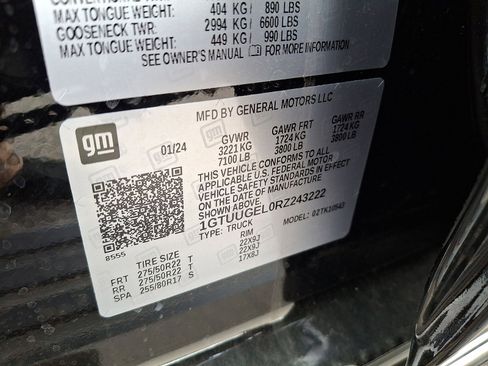 MAX TONGUE WEIGHT: 404 KG/ 890 LBS
GOOSENECK TWR: 2994 KG/ 6600 LBS
MAX TONGUE WEIGHT: 449 KG/ 990 LBS
SEE OWNER'S MANUAL FOR MORE INFORMATION
MFD BY GENERAL MOTORS LLC
gm
01/24
GVWR GAWR FRT GAWR RR
3221 KG 1724 KG 1724 KG
7100 LB 3800 LB 3800 LB
THIS VEHICLE CONFORMS TO ALL
APPLICABLE U.S. FEDERAL MOTOR
VEHICLE SAFETY STANDARDS IN EFFECT
ON THE DATE OF MANUFACTURE
1GTUUGEL0RZ243222
TYPE: TRUCK MODEL: 02TK10543
8555
TIRE SIZE RIM
FRT 275/50R22 T 22X9J
RR 275/50R22 T 22X9J
SPA 255/80R17 S 17X8J